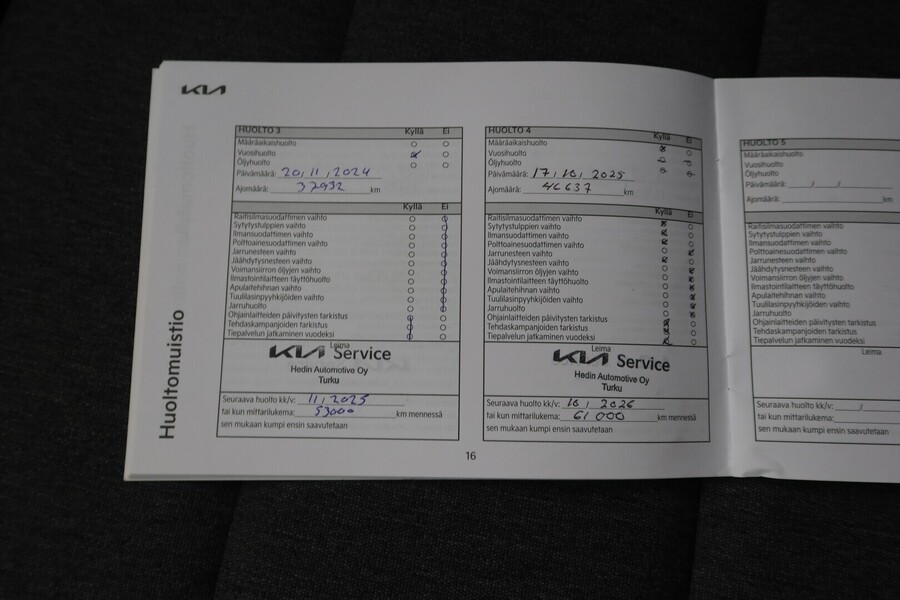 KIA
Huoltomuistio
HUOLTO 3 Kyllä Ei
Määräaikaishuolto
Vuosihuolto
Öljyhuolto
Päivämäärä: 20, 11, 2024
Ajomäärä: 37932 km
Kyllä Ei
Raitisilmasuodattimen vaihto
Sytytystulppien vaihto
Ilmansuodattimen vaihto
Polttoainesuodattimen vaihto
Jarrunesteen vaihto
Jäähdytysnesteen vaihto
Voimansiirron öljyjen vaihto
Ilmastointilaitteen täyttöhuolto
Apulaitehihnan vaihto
Tuulilasinpyyhkijöiden vaihto
Jarruhuolto
Ohjainlaitteiden päivitysten tarkistus
Tehdaskampanjoiden tarkistus
Tiepalvelun jatkaminen vuodeksi
Leima
KIA Service
Hedin Automotive Oy
Turku
Seuraava huolto kk/v: 11, 2025
tai kun mittarilukema: 53000 km mennessä
sen mukaan kumpi ensin saavutetaan
HUOLTO 4 Kyllä Ei
Määräaikaishuolto
Vuosihuolto
Öljyhuolto
Päivämäärä: 17, 10, 2025
Ajomäärä: 46637 km
Kyllä Ei
Raitisilmasuodattimen vaihto
Sytytystulppien vaihto
Ilmansuodattimen vaihto
Polttoainesuodattimen vaihto
Jarrunesteen vaihto
Jäähdytysnesteen vaihto
Voimansiirron öljyjen vaihto
Ilmastointilaitteen täyttöhuolto
Apulaitehihnan vaihto
Tuulilasinpyyhkijöiden vaihto
Jarruhuolto
Ohjainlaitteiden päivitysten tarkistus
Tehdaskampanjoiden tarkistus
Tiepalvelun jatkaminen vuodeksi
Leima
KIA Service
Hedin Automotive Oy
Turku
Seuraava huolto kk/v: 10, 2026
tai kun mittarilukema: 61000 km mennessä
sen mukaan kumpi ensin saavutetaan
16
HUOLTO 5
Määräaikaishuolto
Vuosihuolto
Öljyhuolto
Päivämäärä: / /
Ajomäärä: km
Raitisilmasuodattimen vaihto
Sytytystulppien vaihto
Ilmansuodattimen vaihto
Polttoainesuodattimen vaihto
Jarrunesteen vaihto
Jäähdytysnesteen vaihto
Voimansiirron öljyjen vaihto
Ilmastointilaitteen täyttöhuolto
Apulaitehihnan vaihto
Tuulilasinpyyhkijöiden vaihto
Jarruhuolto
Ohjainlaitteiden päivitysten tarkistus
Tehdaskampanjoiden tarkistus
Tiepalvelun jatkaminen vuodeksi
Leima
Seuraava huolto kk/v: /
tai kun mittarilukema:
sen mukaan kumpi ensin saavutetaan